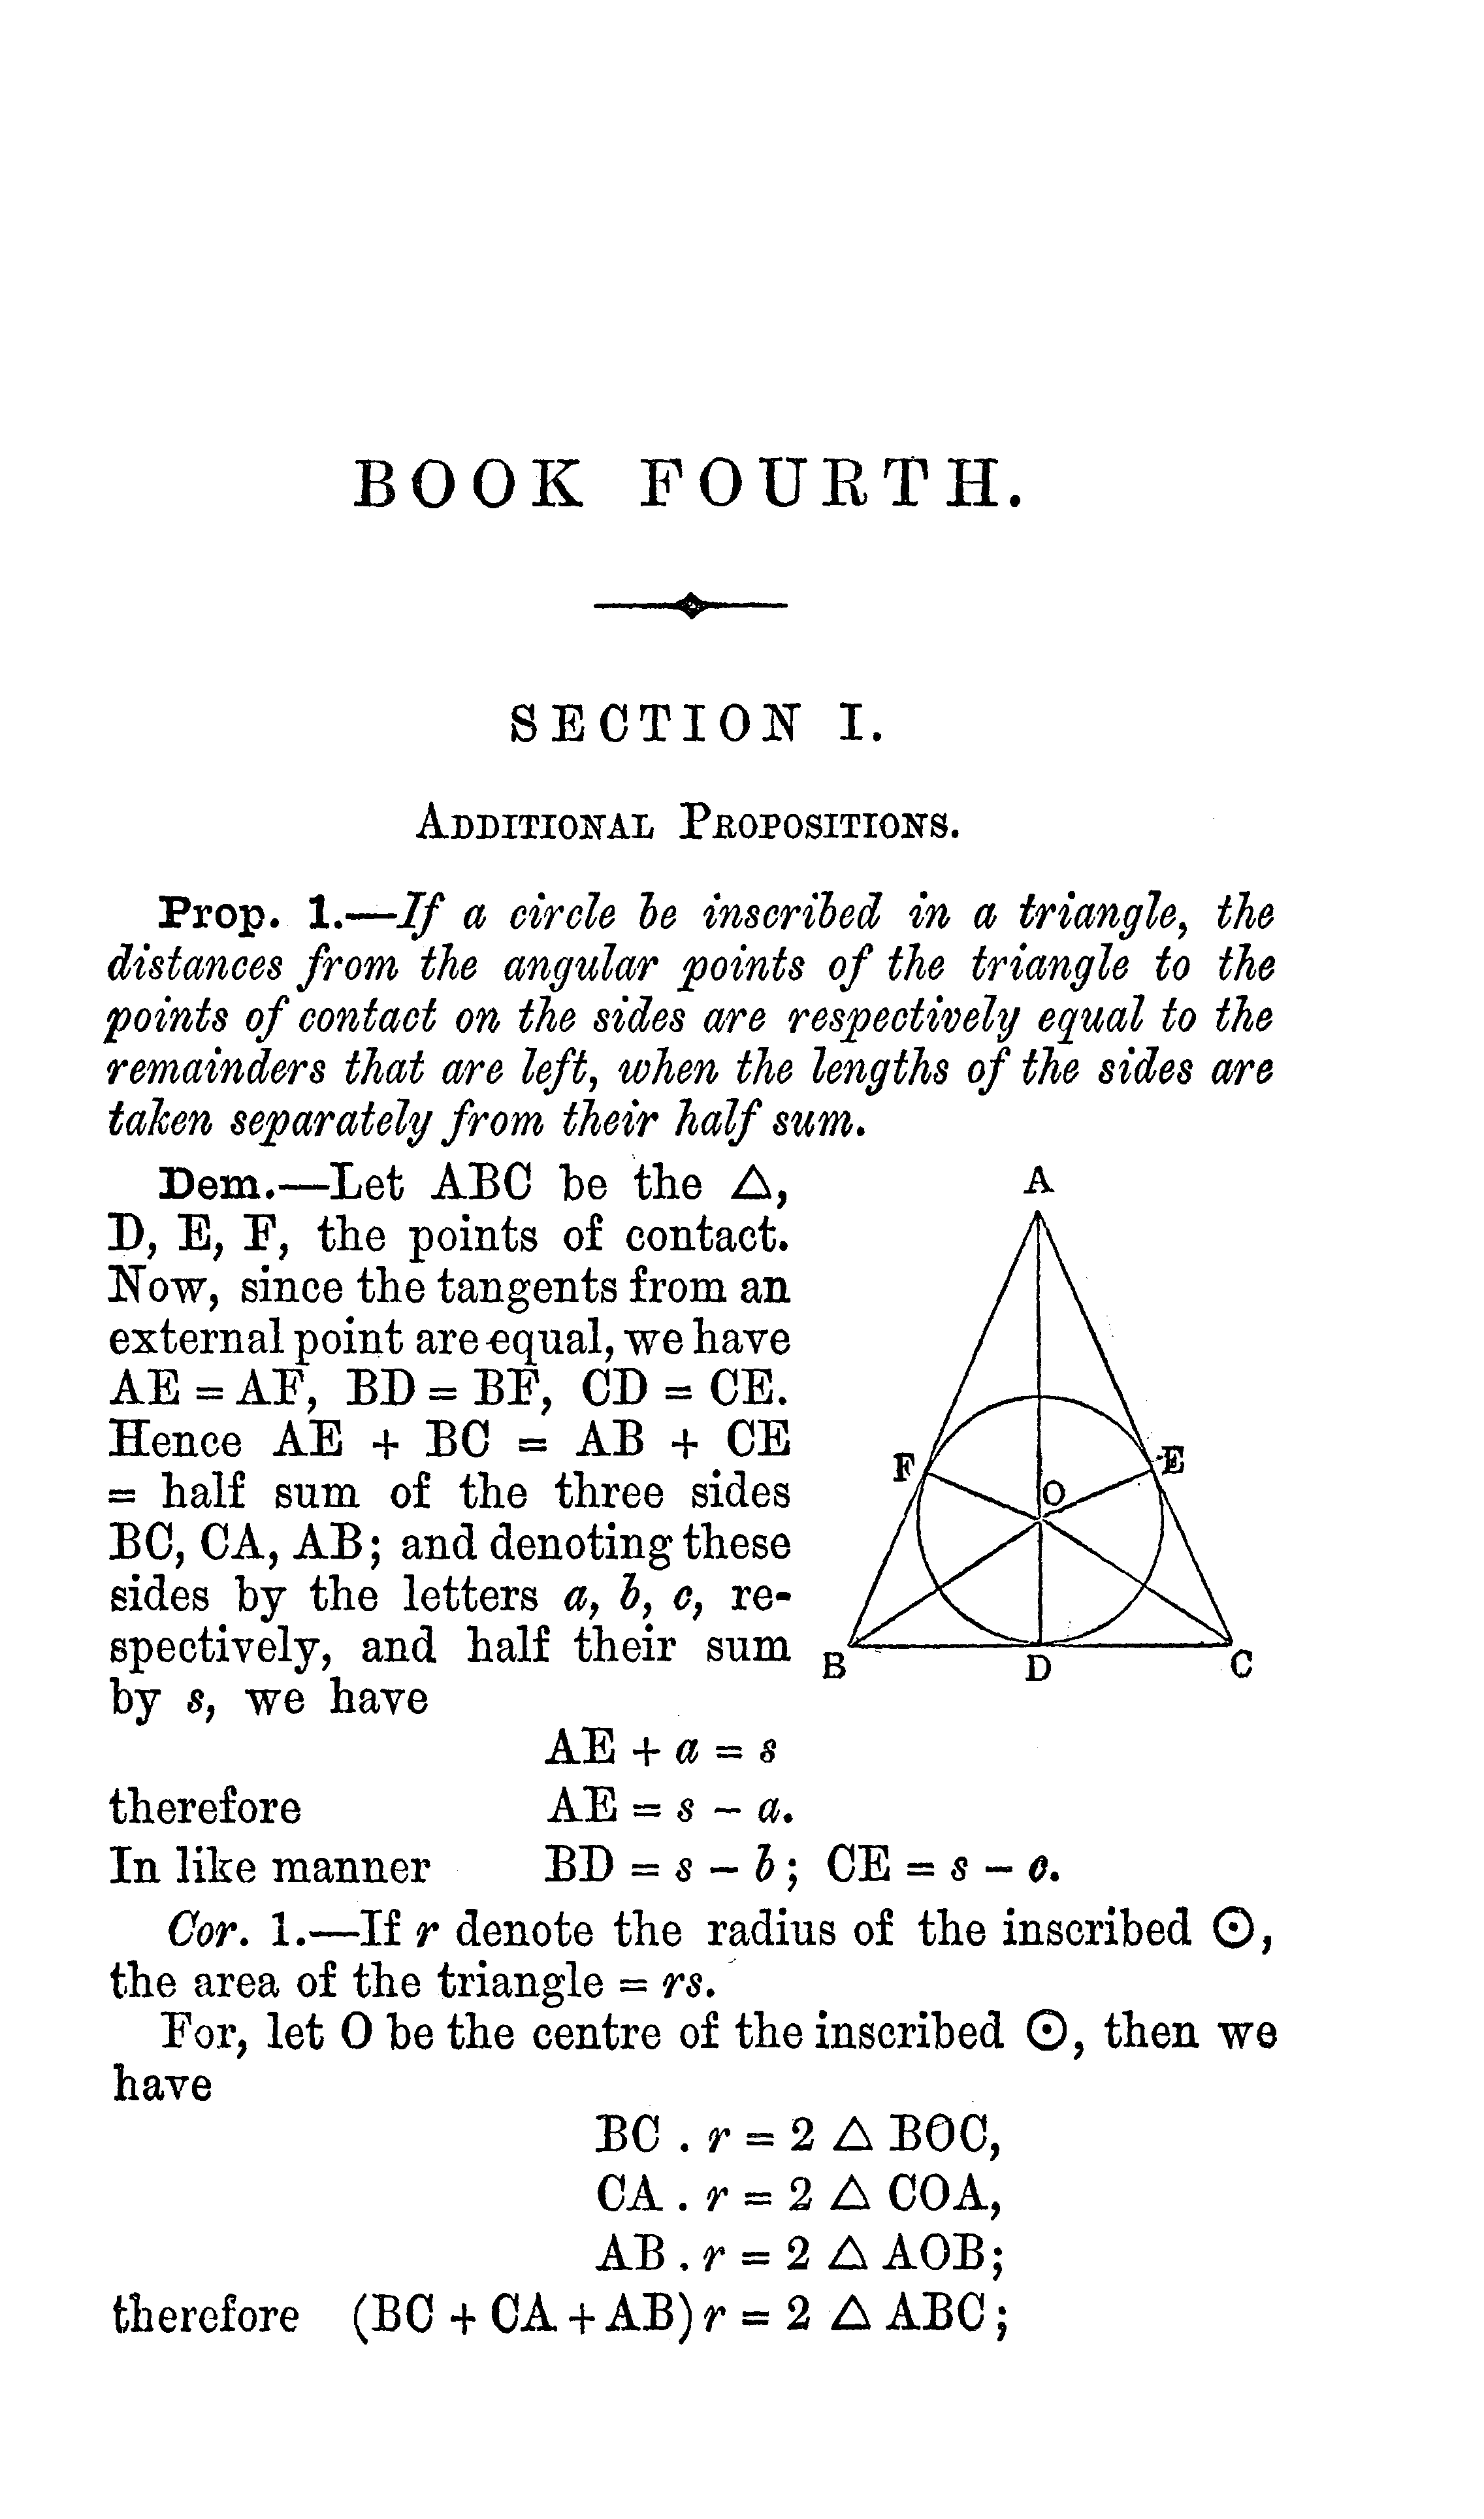 BOOK FOURTH.
SECTION I.
ADDITIONAL PROPOSITIONS.
Prop. 1.—If a circle be inscribed in a triangle, the
distances from the angular points of the triangle to the
points of contact on the sides are respectively equal to the
remainders that are left, when the lengths of the sides are
taken separately from their half sum.
Dem.—Let ABC be the △,
D, E, F, the points of contact.
Now, since the tangents from an
external point are equal, we have
AE = AF, BD = BF, CD = CE.
Hence AE + BC = AB + CE
= half sum of the three sides
BC, CA, AB; and denoting these
sides by the letters a, b, c, re-
spectively, and half their sum
by s, we have
A
F
E
O
B
D
C
AE + a = s
therefore AE = s − a.
In like manner BD = s − b; CE = s − c.
Cor. 1.—If r denote the radius of the inscribed ⊙,
the area of the triangle = rs.
For, let O be the centre of the inscribed ⊙, then we
have
BC . r = 2 △ BOC,
CA . r = 2 △ COA,
AB . r = 2 △ AOB;
therefore (BC + CA + AB) r = 2 △ ABC;